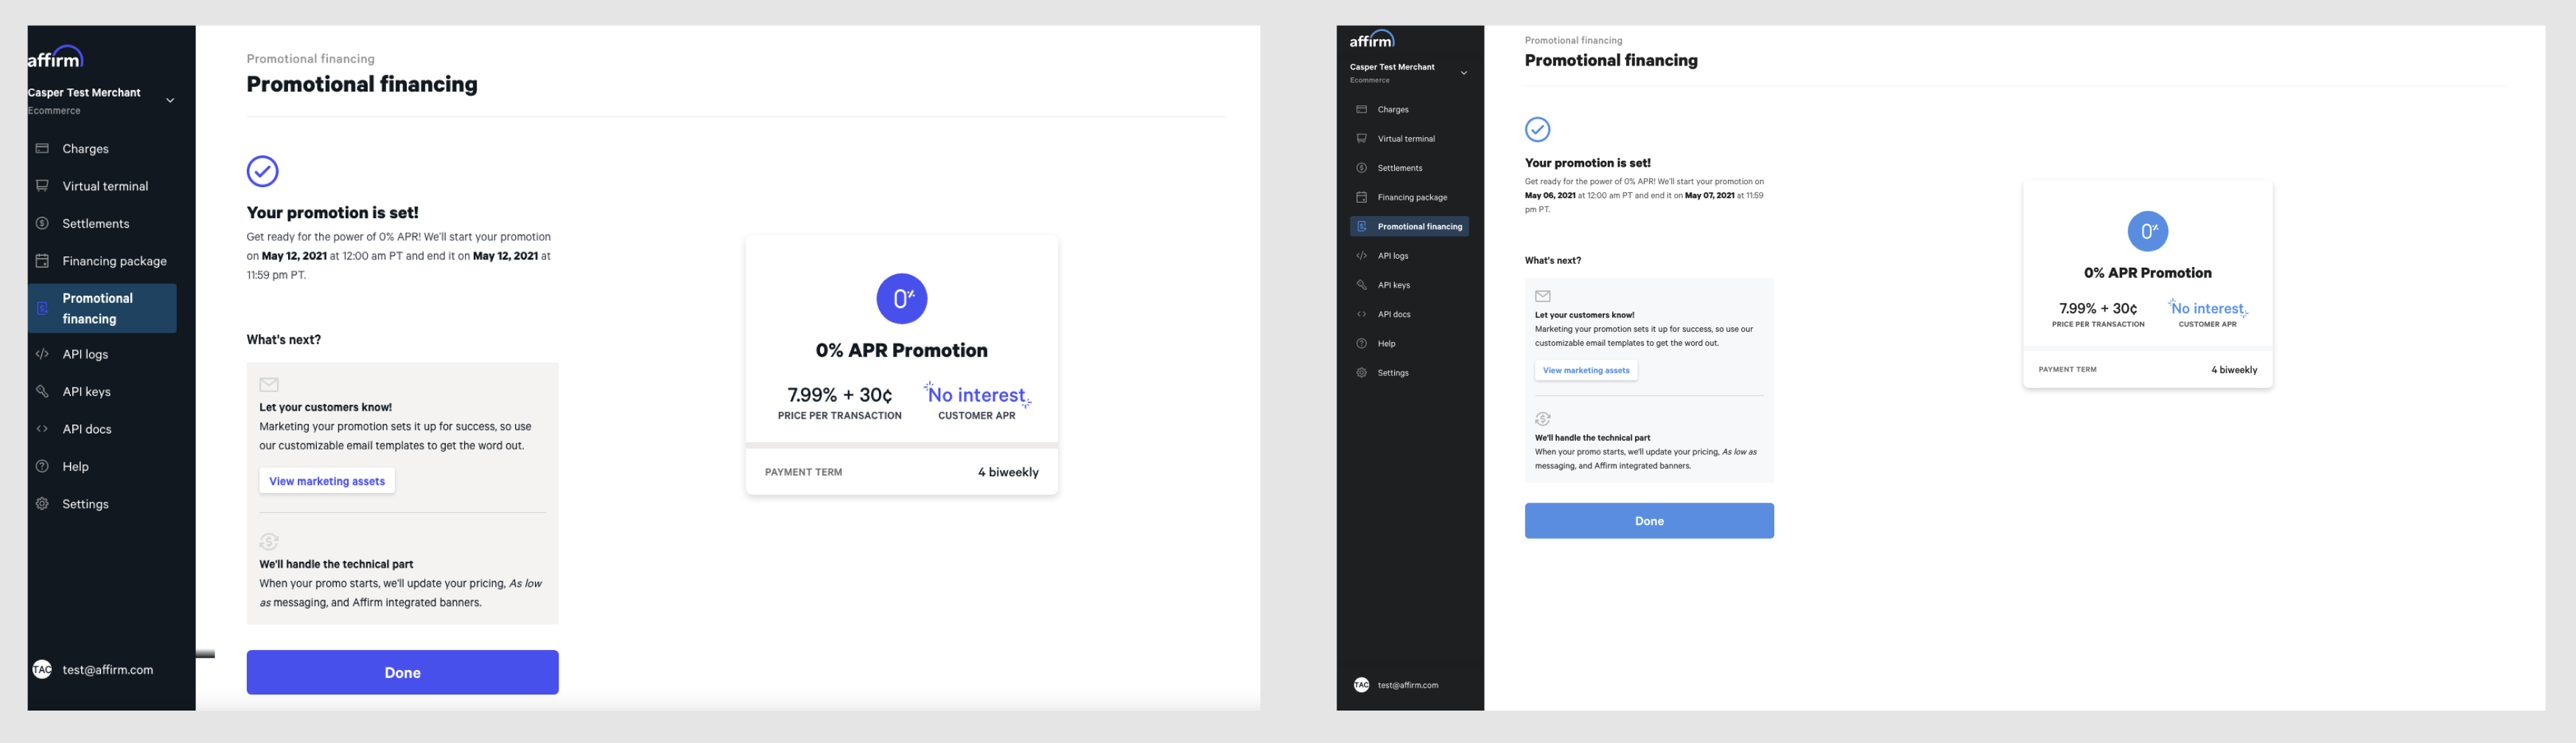 affirm
Casper Test Merchant
Ecommerce
Charges
Virtual terminal
Settlements
Financing package
Promotional
financing
API logs
API keys
API docs
Help
Settings
TAC
test@affirm.com
Promotional financing
Promotional financing
Your promotion is set!
Get ready for the power of 0% APR! We'll start your promotion
on May 12, 2021 at 12:00 am PT and end it on May 12, 2021 at
11:59 pm PT.
What's next?
Let your customers know!
Marketing your promotion sets it up for success, so use
our customizable email templates to get the word out.
View marketing assets
We'll handle the technical part
When your promo starts, we'll update your pricing, As low
as messaging, and Affirm integrated banners.
Done
0%
0% APR Promotion
7.99% + 30¢
PRICE PER TRANSACTION
No interest
CUSTOMER APR
PAYMENT TERM
4 biweekly
affirm
Casper Test Merchant
Ecommerce
Charges
Virtual terminal
Settlements
Financing package
Promotional financing
API logs
API keys
API docs
Help
Settings
TAC
test@affirm.com
Promotional financing
Promotional financing
Your promotion is set!
Get ready for the power of 0% APR! We'll start your promotion on
May 06, 2021 at 12:00 am PT and end it on May 07, 2021 at 11:59
pm PT.
What's next?
Let your customers know!
Marketing your promotion sets it up for success, so use our
customizable email templates to get the word out.
View marketing assets
We'll handle the technical part
When your promo starts, we'll update your pricing, As low as
messaging, and Affirm integrated banners.
Done
0%
0% APR Promotion
7.99% + 30¢
PRICE PER TRANSACTION
No interest
CUSTOMER APR
PAYMENT TERM
4 biweekly